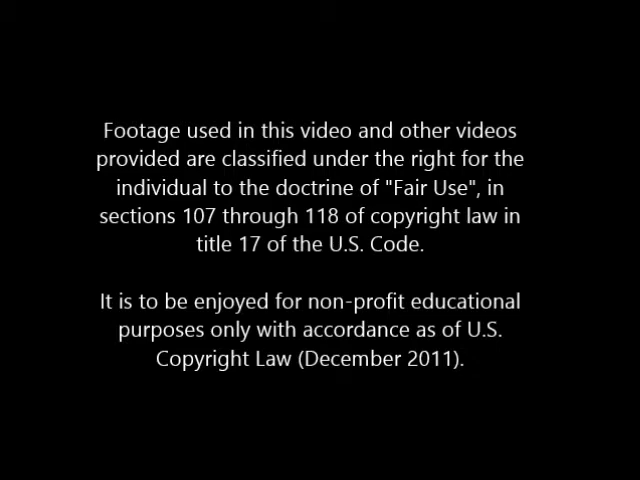 Footage used in this video and other videos
provided are classified under the right for the
individual to the doctrine of "Fair Use", in
sections 107 through 118 of copyright law in
title 17 of the U.S. Code.
It is to be enjoyed for non-profit educational
purposes only with accordance as of U.S.
Copyright Law (December 2011).